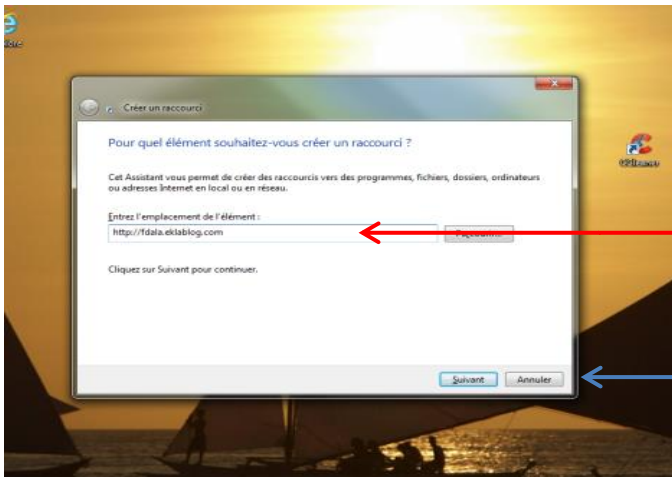 Créer un raccourci
Pour quel élément souhaitez-vous créer un raccourci ?
Cet Assistant vous permet de créer des raccourcis vers des programmes, fichiers, dossiers, ordinateurs
ou adresses Internet en local ou en réseau.
Entrez l'emplacement de l'élément :
http://fdala.eklablog.com
Cliquez sur Suivant pour continuer.
Suivant Annuler